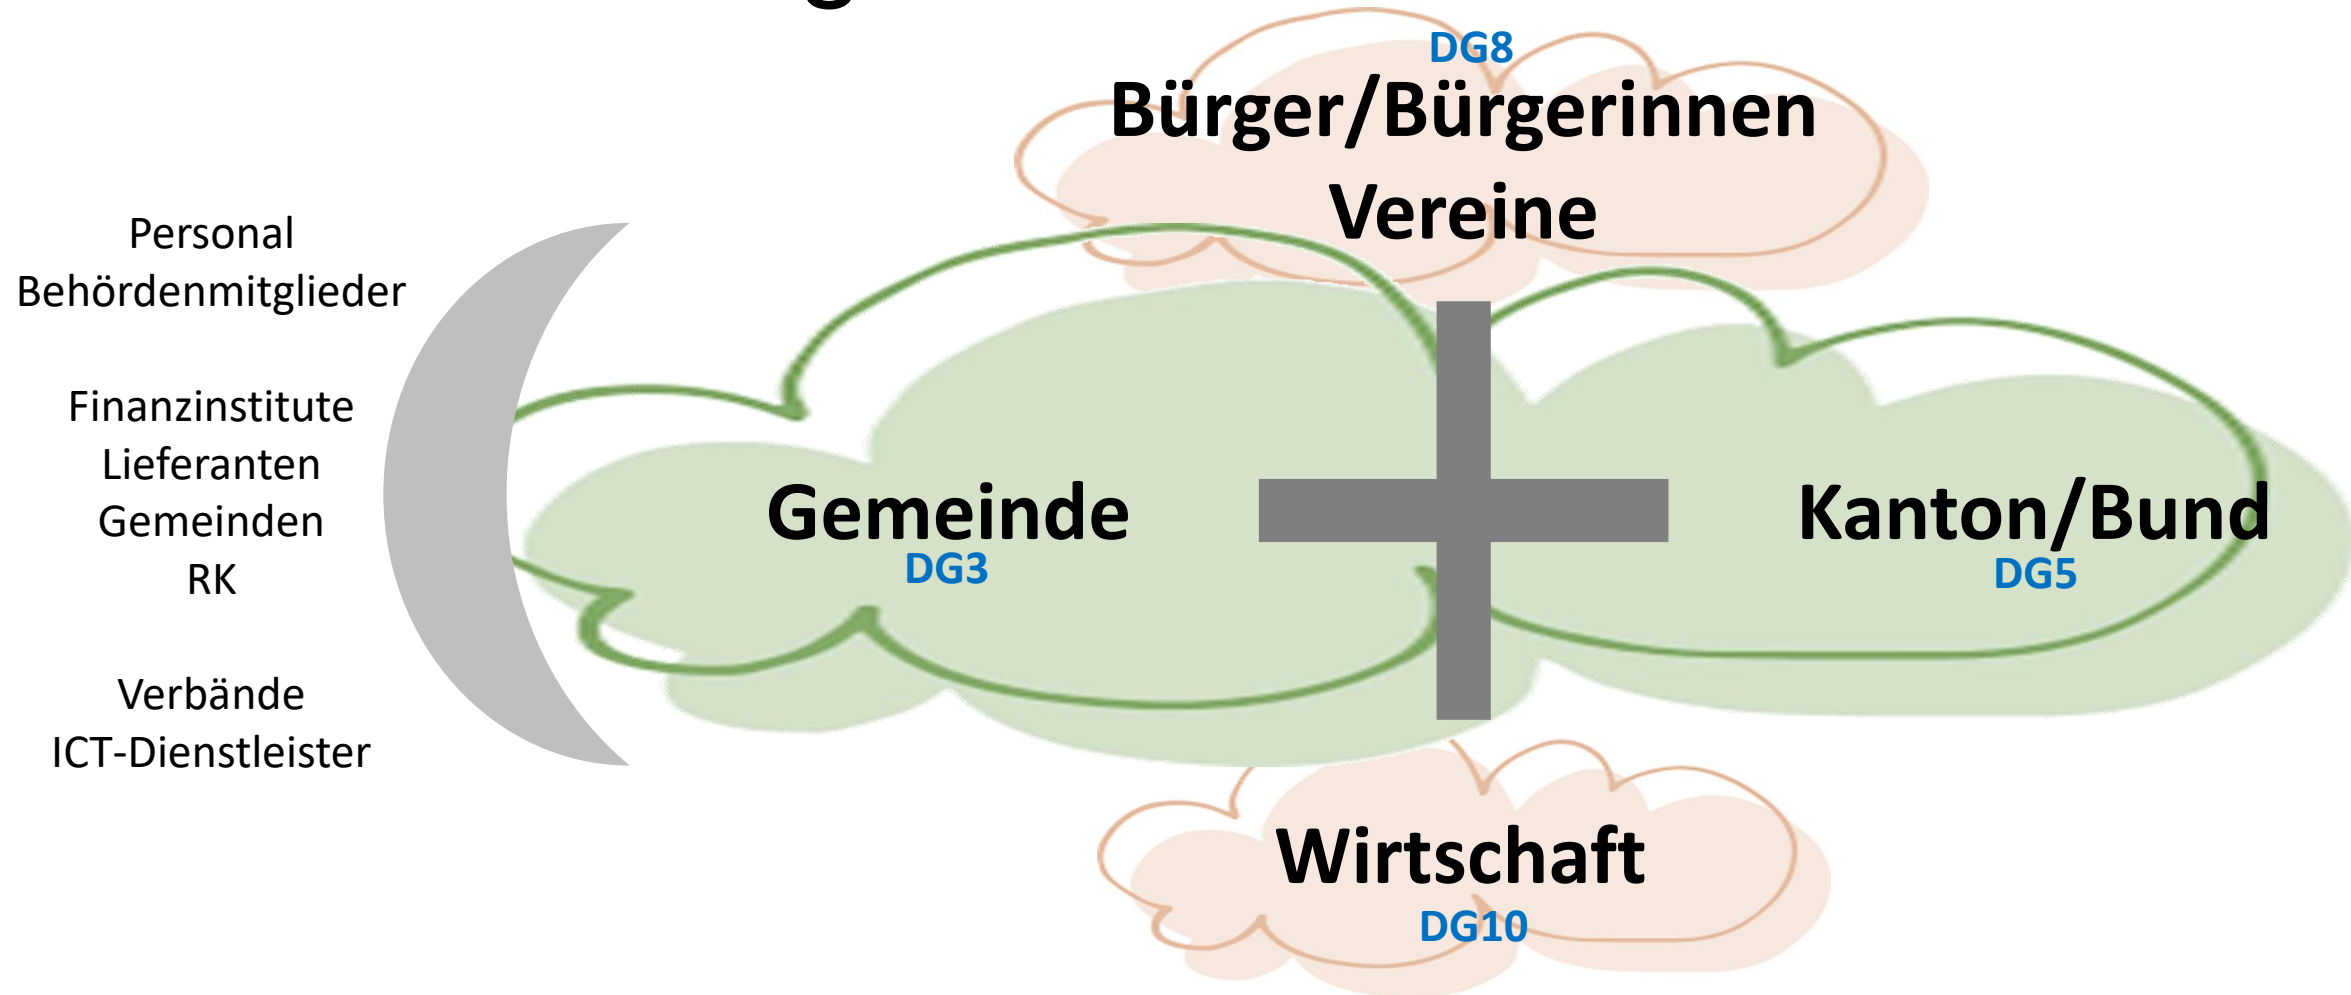 DG8
Bürger/Bürgerinnen
Vereine
Personal
Behördenmitglieder
Finanzinstitute
Lieferanten
Gemeinden
RK
Verbände
ICT-Dienstleister
Gemeinde
DG3
Kanton/Bund
DG5
Wirtschaft
DG10